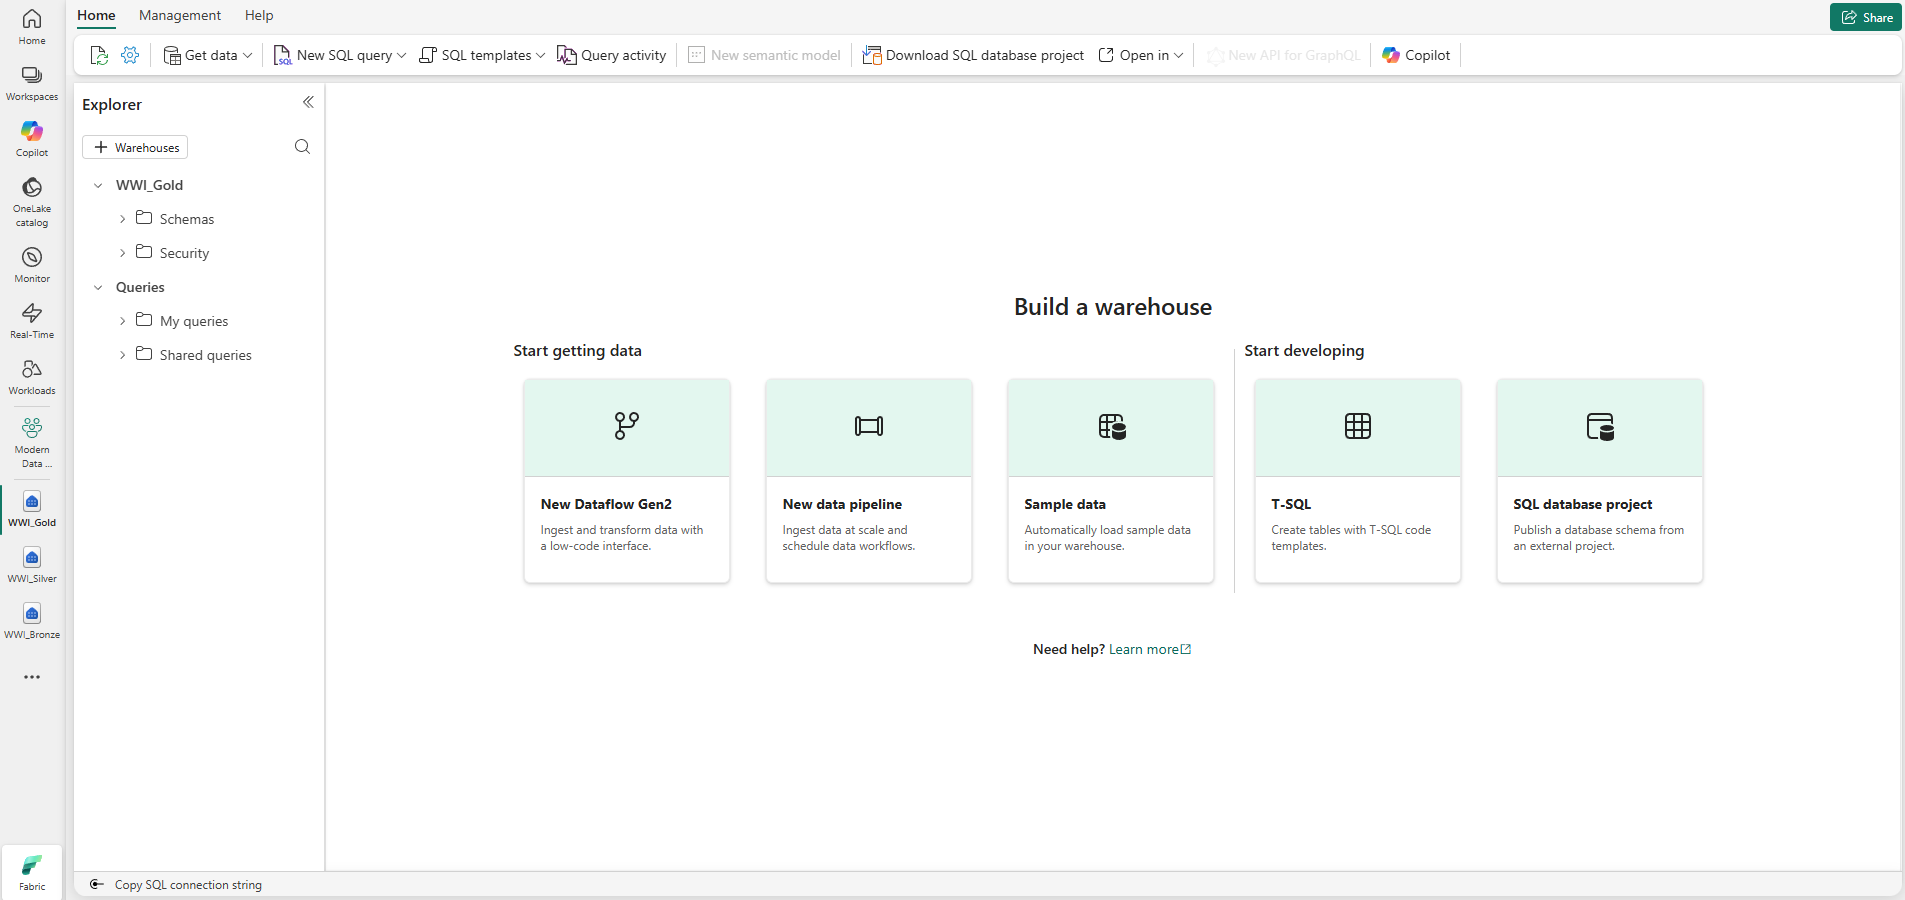 Home
Management
Help
Share
Get data
New SQL query
SQL templates
Query activity
New semantic model
Download SQL database project
Open in
New API for GraphQL
Copilot
Home
Workspaces
Copilot
OneLake
catalog
Monitor
Real-Time
Workloads
Modern
Data ...
WWI_Gold
WWI_Silver
WWI_Bronze
Fabric
Explorer
Warehouses
WWI_Gold
Schemas
Security
Queries
My queries
Shared queries
Build a warehouse
Start getting data
New Dataflow Gen2
Ingest and transform data with
a low-code interface.
New data pipeline
Ingest data at scale and
schedule data workflows.
Sample data
Automatically load sample data
in your warehouse.
Start developing
T-SQL
Create tables with T-SQL code
templates.
SQL database project
Publish a database schema from
an external project.
Need help? Learn more
Copy SQL connection string